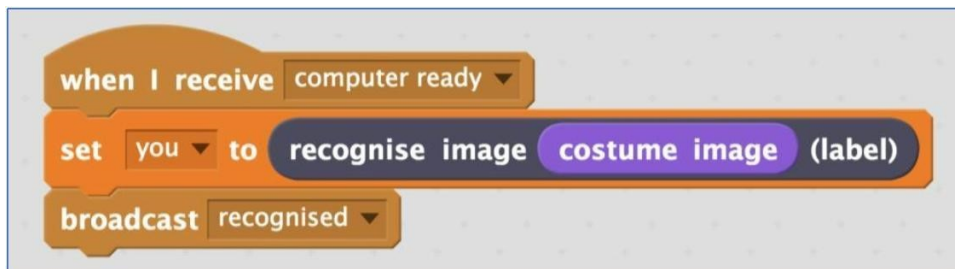 when I receive computer ready
set you to recognise image costume image (label)
broadcast recognised